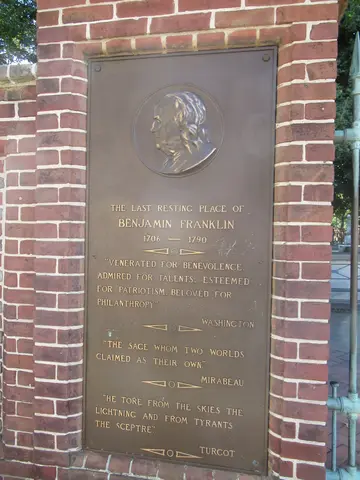 THE LAST RESTING PLACE OF
BENJAMIN FRANKLIN
1706 — 1790
"VENERATED FOR BENEVOLENCE
ADMIRED FOR TALENTS, ESTEEMED
FOR PATRIOTISM, BELOVED FOR
PHILANTHROPY"
WASHINGTON
"THE SAGE WHOM TWO WORLDS
CLAIMED AS THEIR OWN"
MIRABEAU
"HE TORE FROM THE SKIES THE
LIGHTNING AND FROM TYRANTS
THE SCEPTRE"
TURGOT